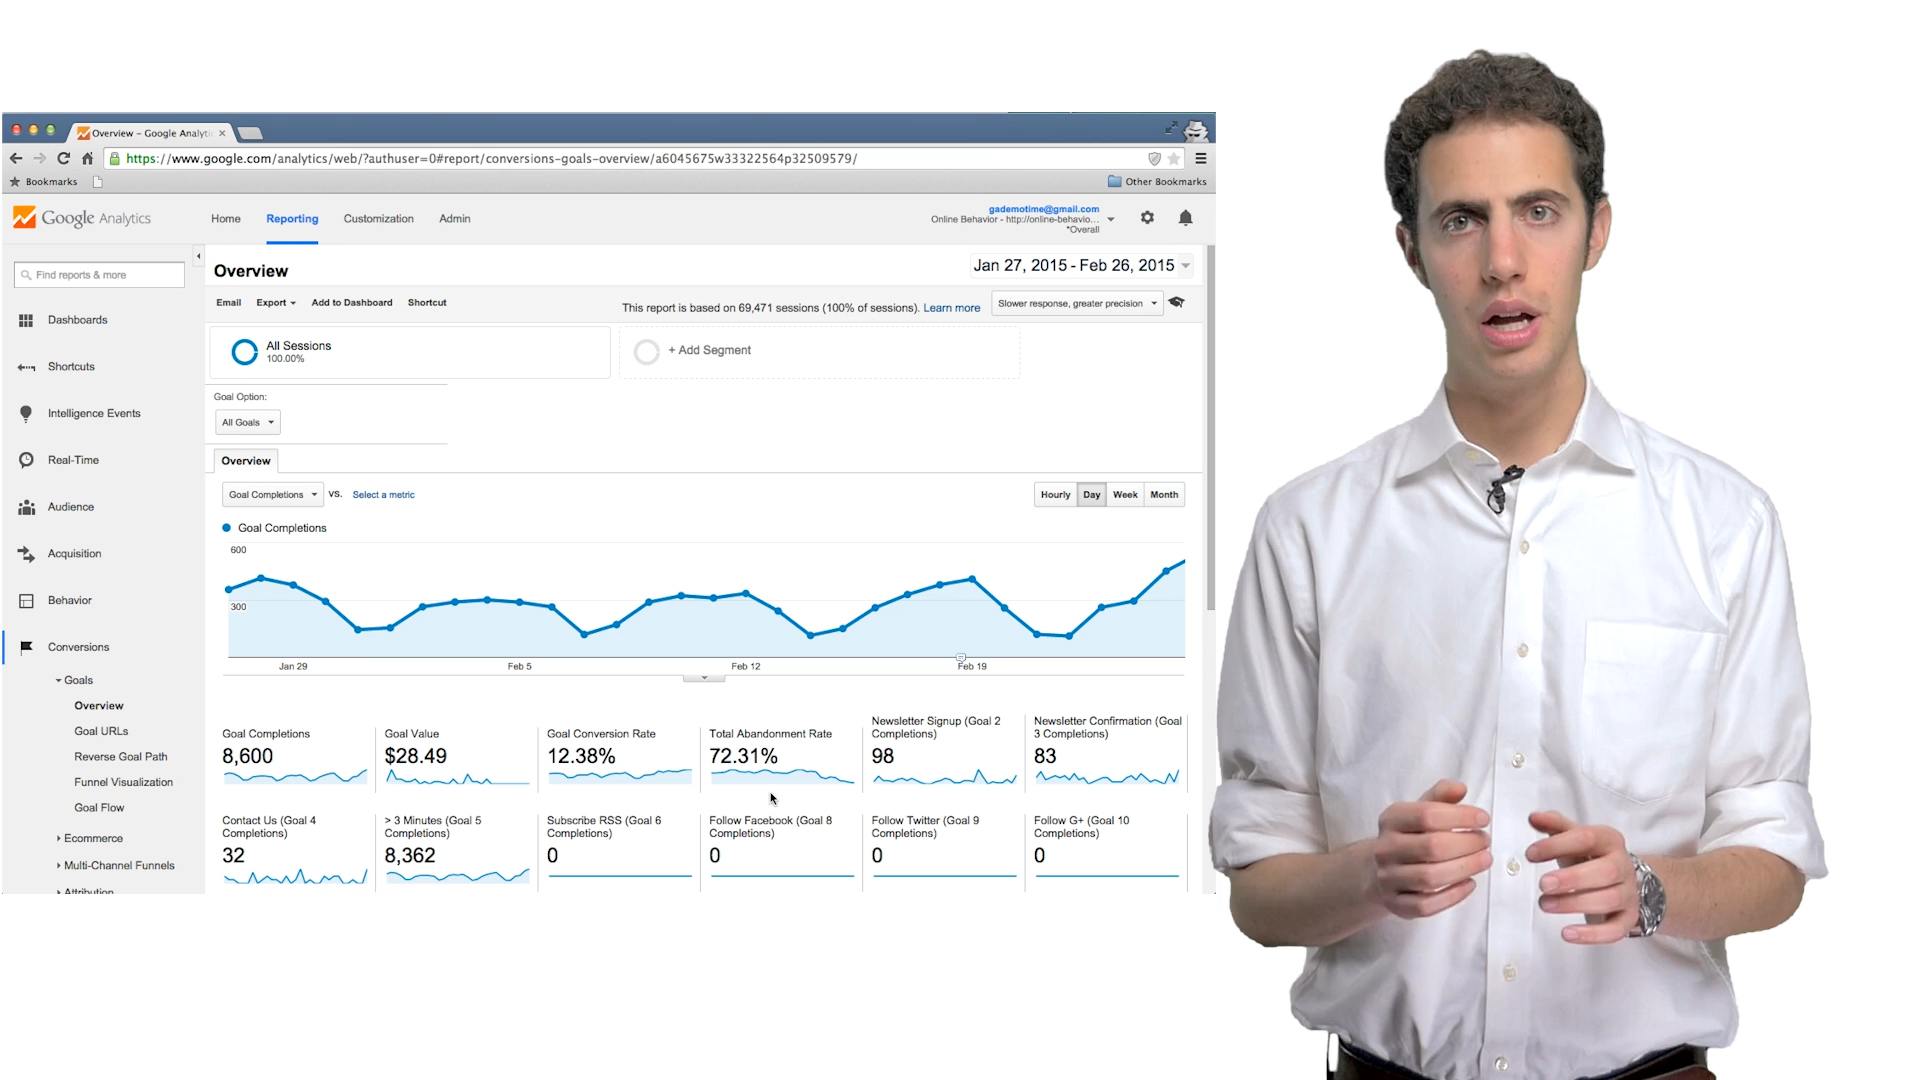 Overview - Google Analytic
https://www.google.com/analytics/web/?authuser=0#report/conversions-goals-overview/a6045675w33322564p32509579/
Bookmarks
Other Bookmarks
Google Analytics
Home
Reporting
Customization
Admin
gademotime@gmail.com
Online Behavior - http://online-behavio...
*Overall
Find reports & more
Dashboards
Shortcuts
Intelligence Events
Real-Time
Audience
Acquisition
Behavior
Conversions
Goals
Overview
Goal URLs
Reverse Goal Path
Funnel Visualization
Goal Flow
Ecommerce
Multi-Channel Funnels
Attribution
Overview
Jan 27, 2015 - Feb 26, 2015
Email
Export
Add to Dashboard
Shortcut
This report is based on 69,471 sessions (100% of sessions). Learn more
Slower response, greater precision
All Sessions
100.00%
+ Add Segment
Goal Option:
All Goals
Overview
Goal Completions
VS.
Select a metric
Hourly
Day
Week
Month
Goal Completions
600
300
Jan 29
Feb 5
Feb 12
Feb 19
Goal Completions
8,600
Goal Value
$28.49
Goal Conversion Rate
12.38%
Total Abandonment Rate
72.31%
Newsletter Signup (Goal 2
Completions)
98
Newsletter Confirmation (Goal
3 Completions)
83
Contact Us (Goal 4
Completions)
32
> 3 Minutes (Goal 5
Completions)
8,362
Subscribe RSS (Goal 6
Completions)
0
Follow Facebook (Goal 8
Completions)
0
Follow Twitter (Goal 9
Completions)
0
Follow G+ (Goal 10
Completions)
0